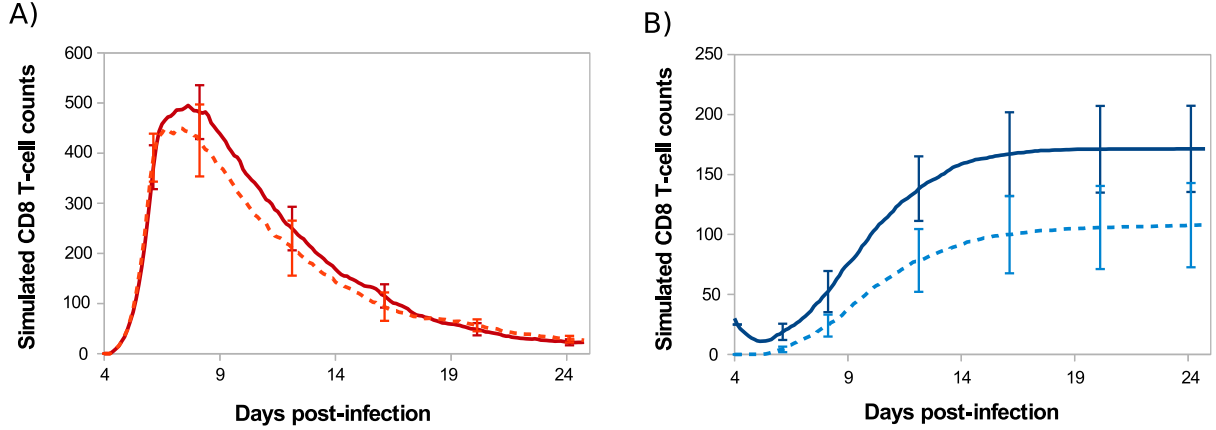 A)
Simulated CD8 T-cell counts
600
500
400
300
200
100
0
4 9 14 19 24
Days post-infection
B)
Simulated CD8 T-cell counts
250
200
150
100
50
0
4 9 14 19 24
Days post-infection